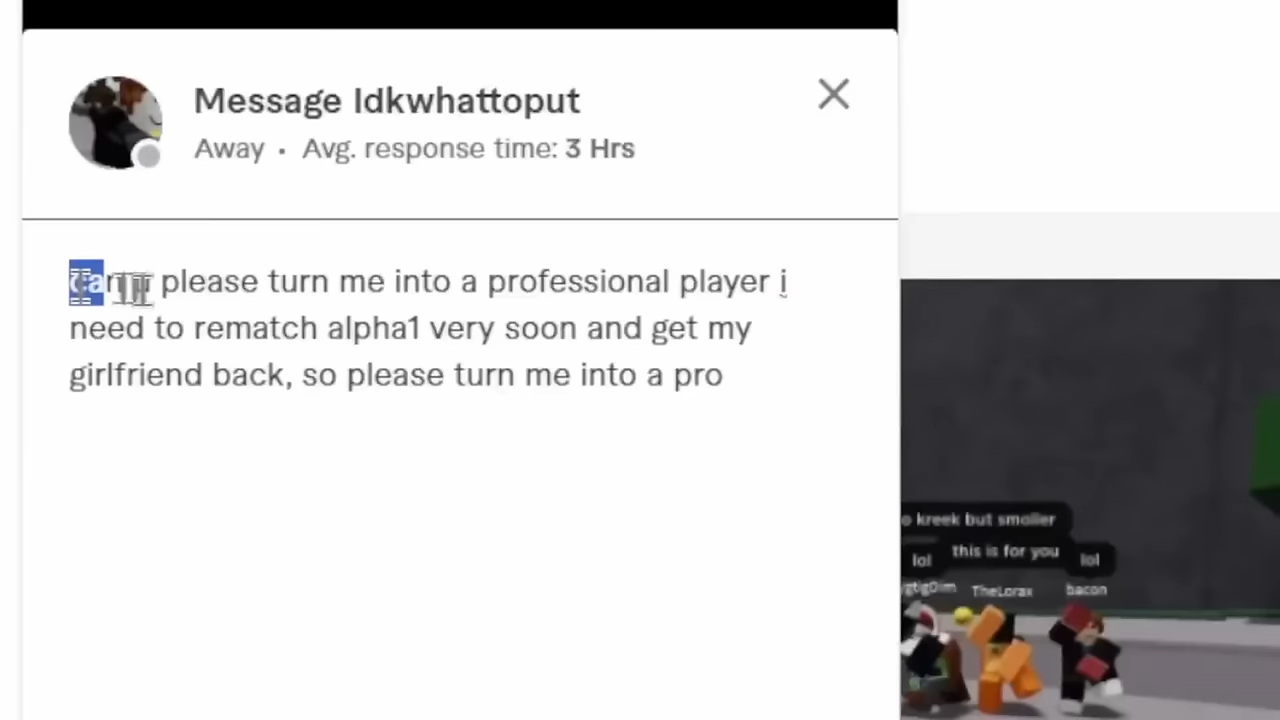 Message Idkwhattoput
Away • Avg. response time: 3 Hrs
can u please turn me into a professional player i
need to rematch alpha1 very soon and get my
girlfriend back, so please turn me into a pro
o kreek but smaller
this is for you
lol
lol
TheLorax
bacon